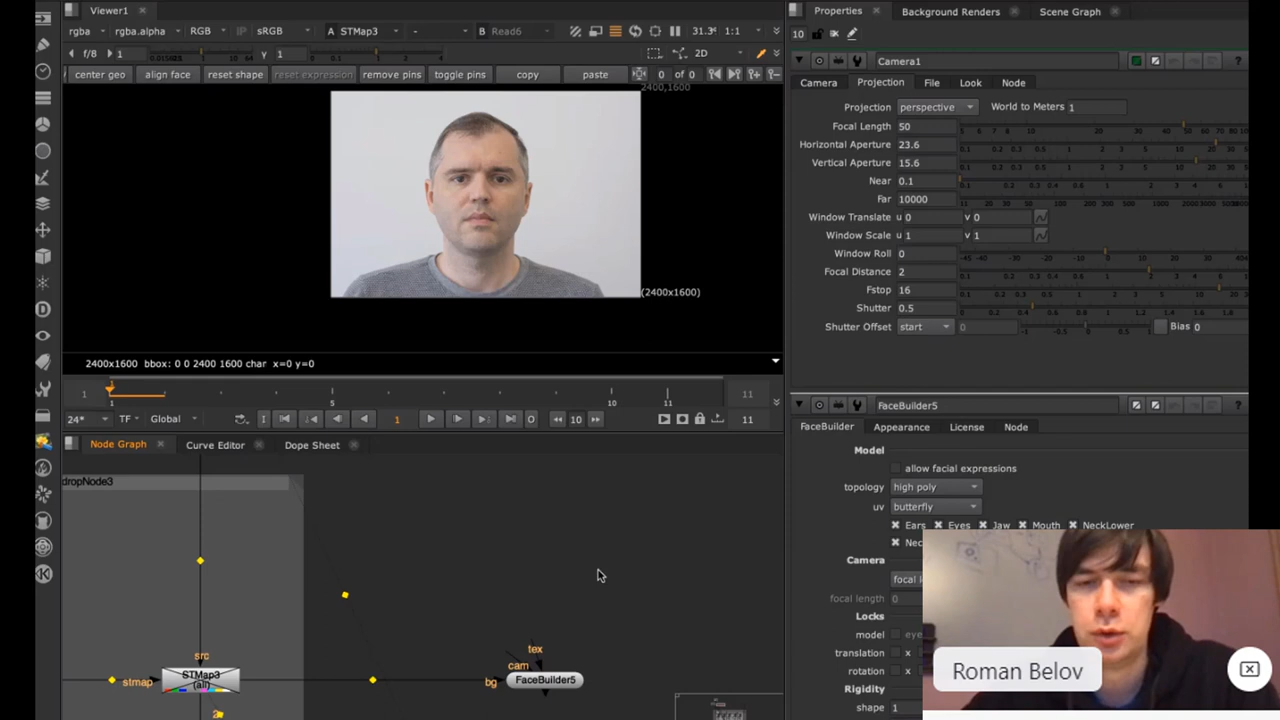 Viewer1
Properties
Background Renders
Scene Graph
rgba
rgba.alpha
RGB
IP
sRGB
A STMap3
-
B Read6
-
31.3%
1:1
10
f/8
1
γ
1
2D
Camera1
?
center geo
align face
reset shape
reset expression
remove pins
toggle pins
copy
paste
0 of 0
Camera
Projection
File
Look
Node
2400,1600
Projection
perspective
World to Meters 1
Focal Length
50
Horizontal Aperture
23.6
Vertical Aperture
15.6
Near
0.1
Far
10000
Window Translate
u 0
v 0
Window Scale
u 1
v 1
Window Roll
0
Focal Distance
2
Fstop
16
Shutter
0.5
Shutter Offset
start
0
Bias 0
(2400x1600)
2400x1600 bbox: 0 0 2400 1600 char x=0 y=0
1
1
5
10
11
11
24*
TF
Global
1
10
11
Node Graph
Curve Editor
Dope Sheet
dropNode3
src
stmap
STMap3
(all)
2
tex
cam
bg
FaceBuilder5
FaceBuilder5
?
FaceBuilder
Appearance
License
Node
Model
allow facial expressions
topology
high poly
uv
butterfly
Ears
Eyes
Jaw
Mouth
NeckLower
Nec
Camera
focal l
focal length
0
Locks
model
eye
translation
x
rotation
x
Rigidity
shape
1
Roman Belov